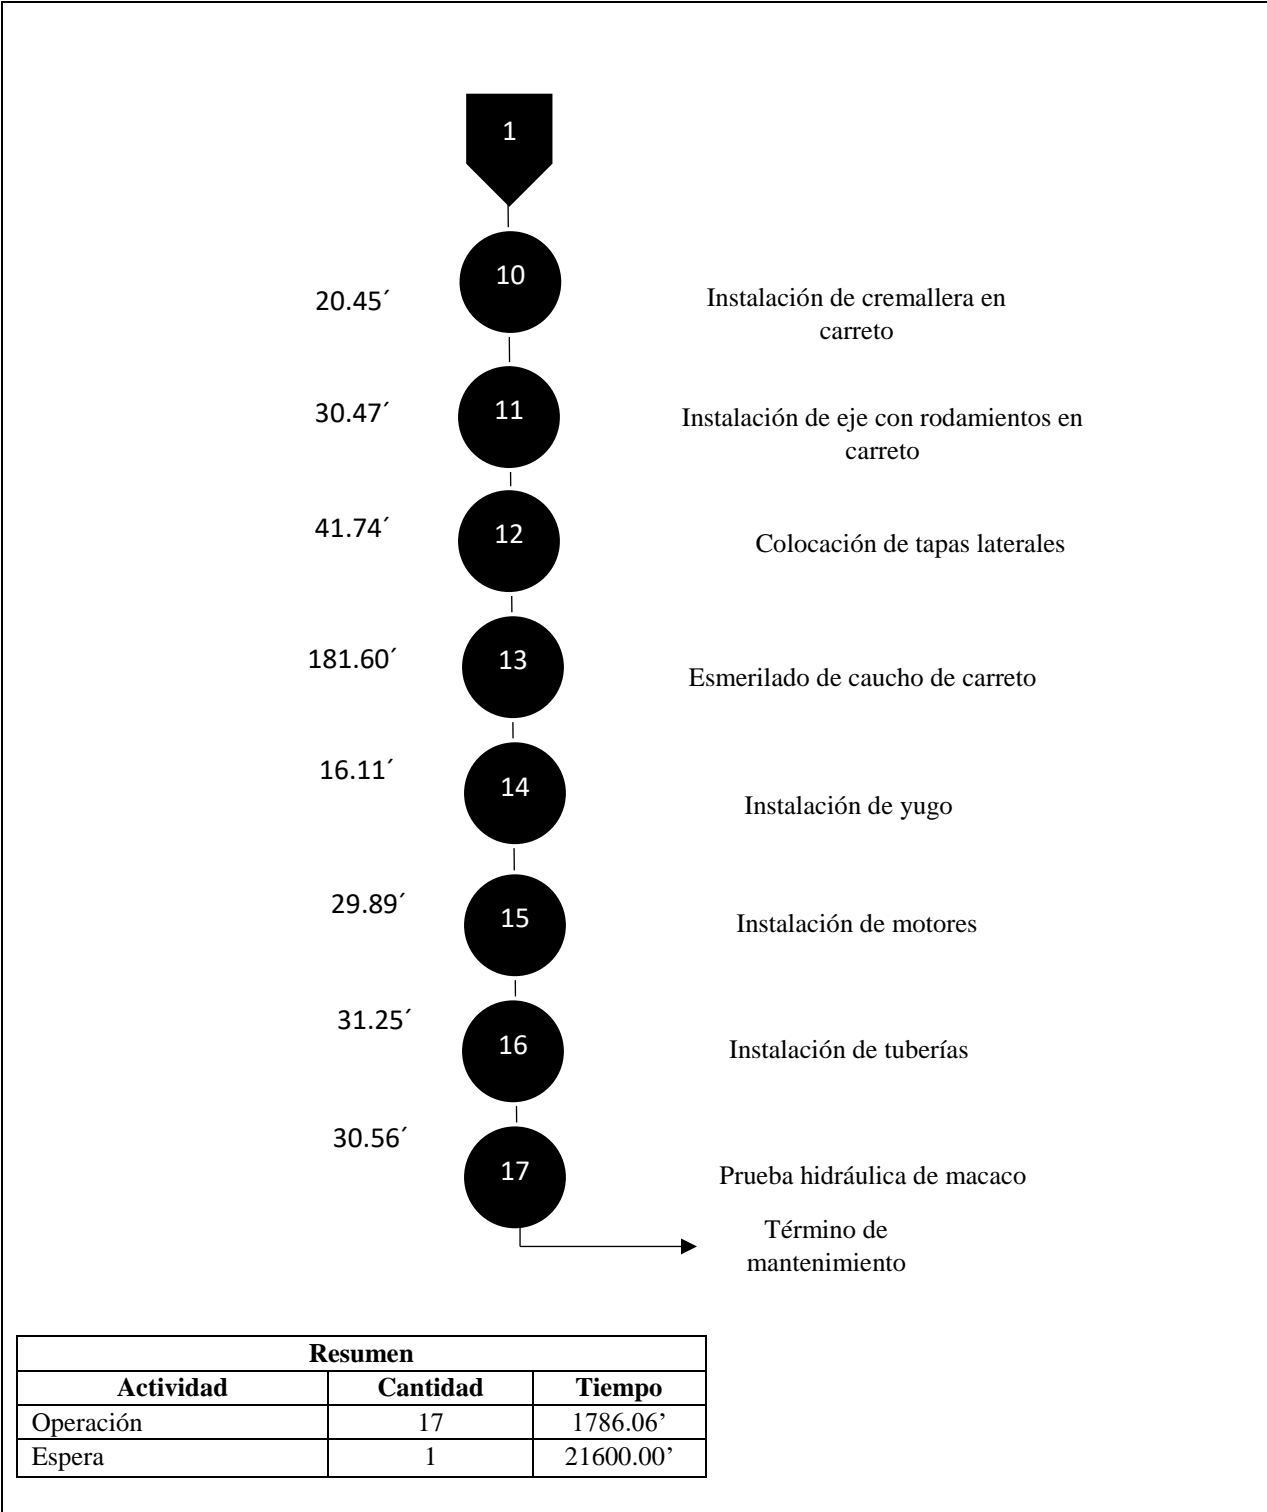 1
10
20.45´
Instalación de cremallera en
carreto
11
30.47´
Instalación de eje con rodamientos en
carreto
12
41.74´
Colocación de tapas laterales
13
181.60´
Esmerilado de caucho de carreto
14
16.11´
Instalación de yugo
15
29.89´
Instalación de motores
16
31.25´
Instalación de tuberías
17
30.56´
Prueba hidráulica de macaco
Término de
mantenimiento
Resumen
Actividad Cantidad Tiempo
Operación 17 1786.06’
Espera 1 21600.00’